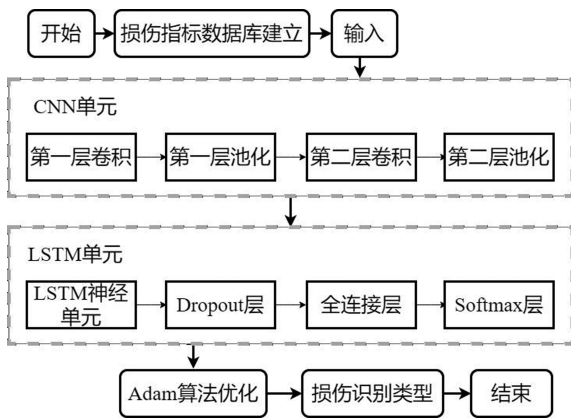 开始
损伤指标数据库建立
输入
CNN单元
第一层卷积
第一层池化
第二层卷积
第二层池化
LSTM单元
LSTM神经
单元
Dropout层
全连接层
Softmax层
Adam算法优化
损伤识别类型
结束